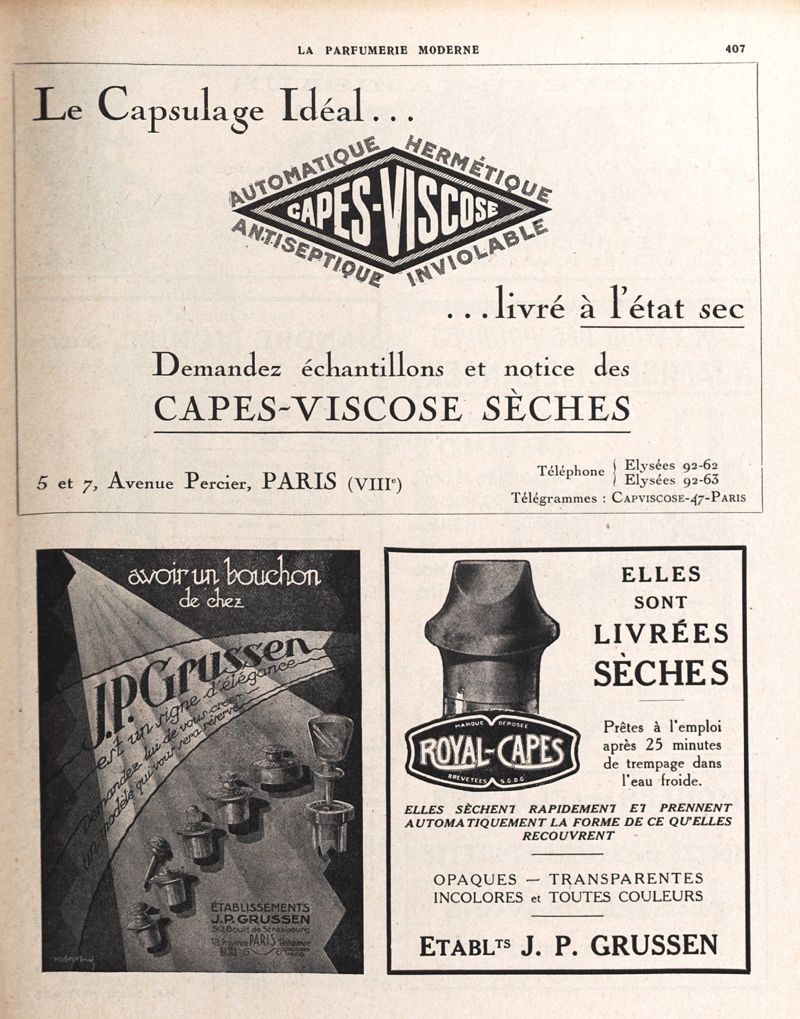 LA PARFUMERIE MODERNE
407
Le Capsulage Idéal...
AUTOMATIQUE HERMÉTIQUE
CAPES-VISCOSE
ANTISEPTIQUE INVIOLABLE
...livré à l'état sec
Demandez échantillons et notice des
CAPES-VISCOSE SÈCHES
5 et 7, Avenue Percier, PARIS (VIIIe)
Téléphone { Elysées 92-62
Elysées 92-63
Télégrammes : CAPVISCOSE-47-PARIS
avoir un bouchon
de chez
J.P. Grussen
est un signe d'élégance
Demandez lui de vous créer
un modèle qui vous sera réservé
ETABLISSEMENTS
J.P. GRUSSEN
50, Boulд de Strasbourg
PARIS
ELLES
SONT
LIVRÉES
SÈCHES
MARQUE DÉPOSÉE
ROYAL-CAPES
BREVETÉES S.G.D.G
Prêtes à l'emploi
après 25 minutes
de trempage dans
l'eau froide.
ELLES SÈCHENT RAPIDEMENT ET PRENNENT
AUTOMATIQUEMENT LA FORME DE CE QU'ELLES
RECOUVRENT
OPAQUES — TRANSPARENTES
INCOLORES et TOUTES COULEURS
ETABLTS J. P. GRUSSEN